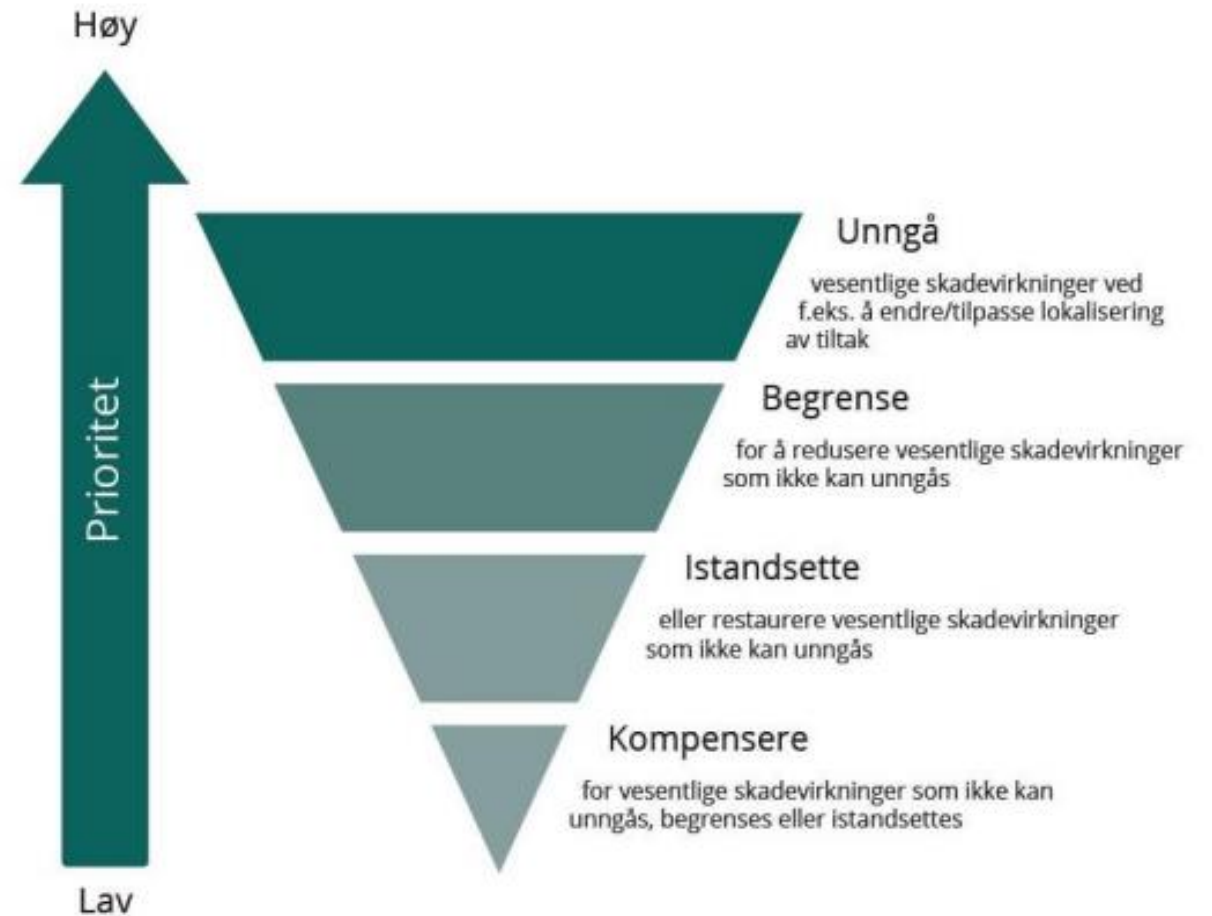 Høy
Prioritet
Lav
Unngå
vesentlige skadevirkninger ved
f.eks. å endre/tilpasse lokalisering
av tiltak
Begrense
for å redusere vesentlige skadevirkninger
som ikke kan unngås
Istandsette
eller restaurere vesentlige skadevirkninger
som ikke kan unngås
Kompensere
for vesentlige skadevirkninger som ikke kan
unngås, begrenses eller istandsettes